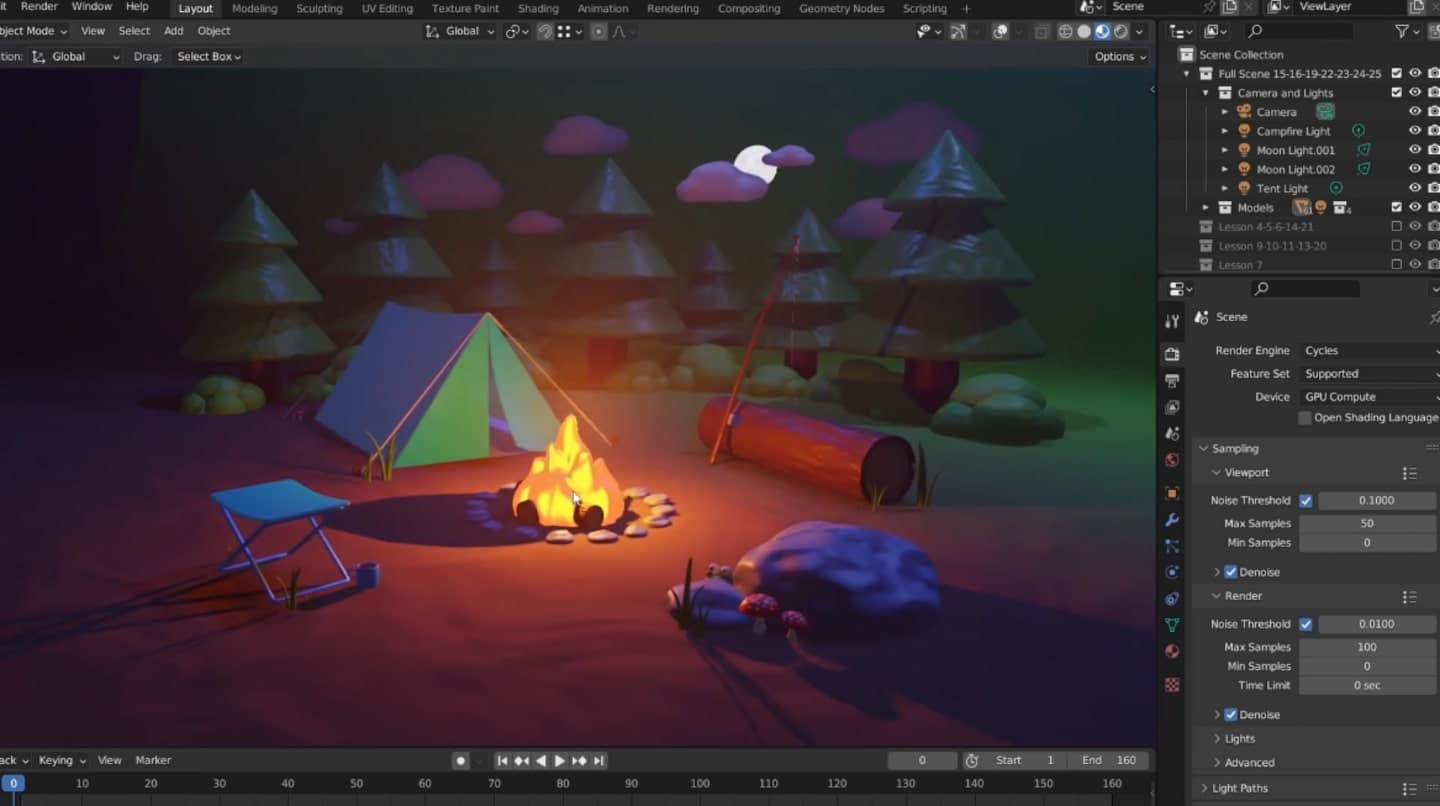 Render Window Help Layout Modeling Sculpting UV Editing Texture Paint Shading Animation Rendering Compositing Geometry Nodes Scripting + Scene ViewLayer
Object Mode View Select Add Object Global
Global Drag: Select Box Options
Scene Collection
Full Scene 15-16-19-22-23-24-25
Camera and Lights
Camera
Campfire Light
Moon Light.001
Moon Light.002
Tent Light
Models 61 4
Lesson 4-5-6-14-21
Lesson 9-10-11-13-20
Lesson 7
Scene
Render Engine Cycles
Feature Set Supported
Device GPU Compute
Open Shading Language
Sampling
Viewport
Noise Threshold 0.1000
Max Samples 50
Min Samples 0
Denoise
Render
Noise Threshold 0.0100
Max Samples 100
Min Samples 0
Time Limit 0 sec
Denoise
Lights
Advanced
Light Paths
Keying View Marker 0 Start 1 End 160
0 10 20 30 40 50 60 70 80 90 100 110 120 130 140 150 160